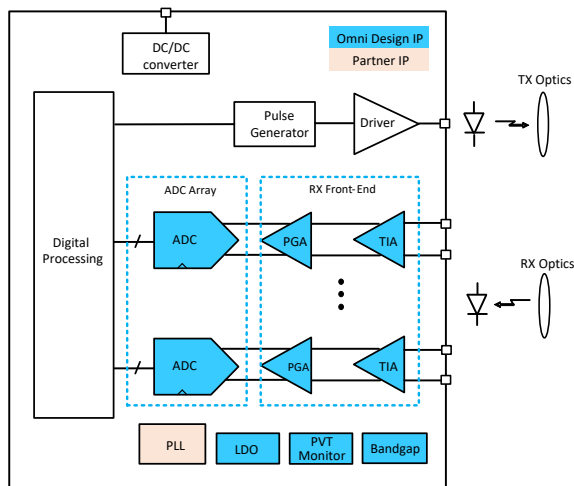 DC/DC
converter
Omni Design IP
Partner IP
TX Optics
Pulse
Generator
Driver
ADC Array
RX Front-End
Digital
Processing
ADC
PGA
TIA
RX Optics
ADC
PGA
TIA
PLL
LDO
PVT
Monitor
Bandgap